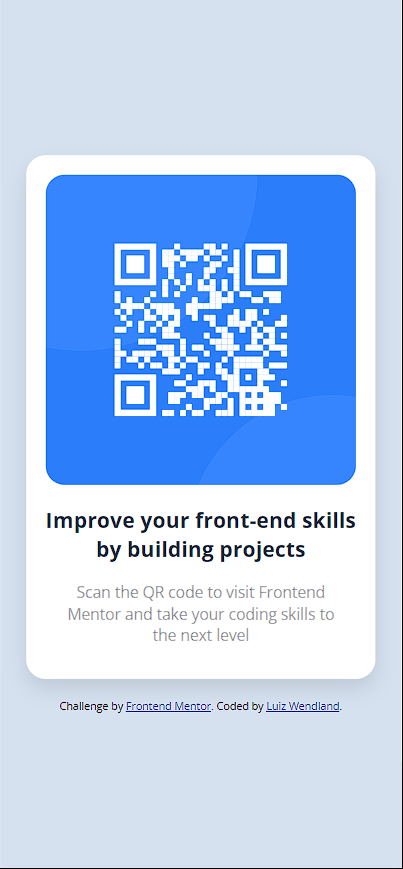 Improve your front-end skills
by building projects
Scan the QR code to visit Frontend
Mentor and take your coding skills to
the next level
Challenge by Frontend Mentor. Coded by Luiz Wendland.